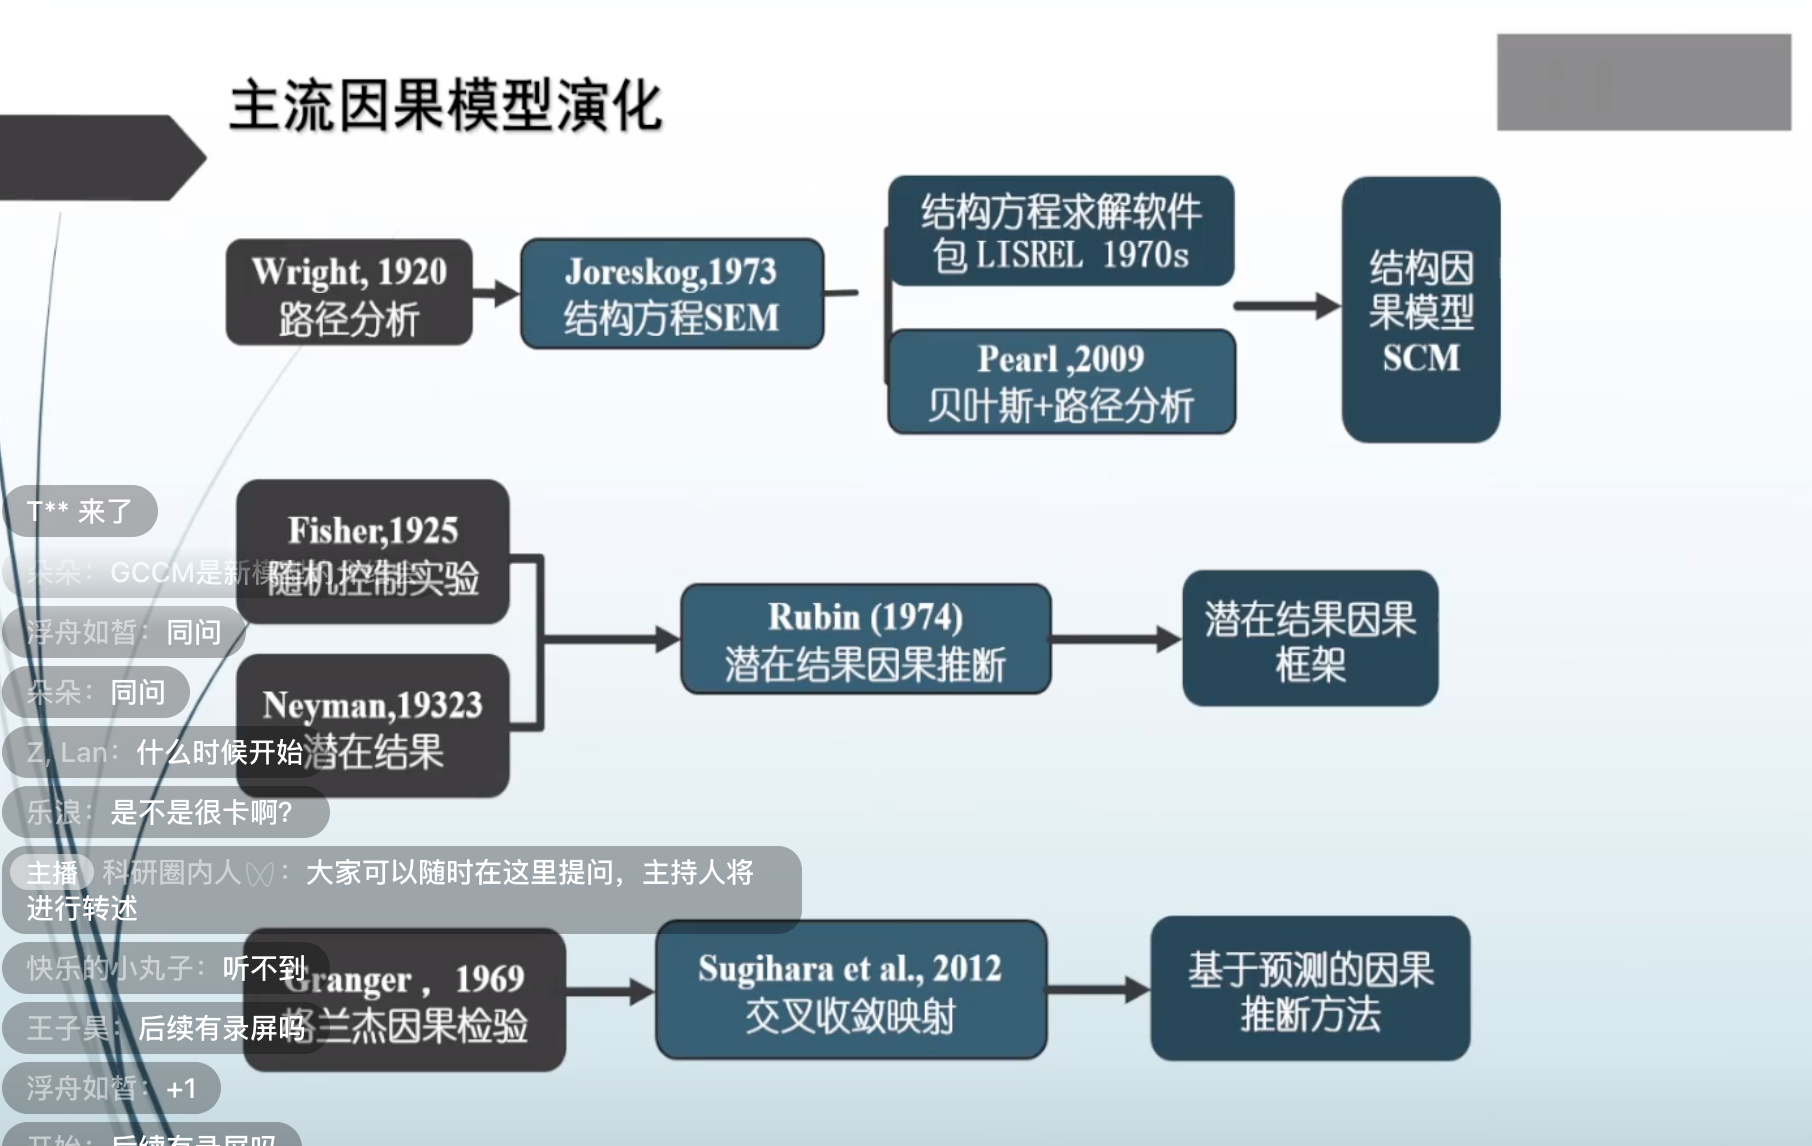 主流因果模型演化
Wright, 1920
路径分析
Joreskog,1973
结构方程SEM
结构方程求解软件
包 LISREL 1970s
Pearl ,2009
贝叶斯+路径分析
结构因
果模型
SCM
Fisher,1925
随机控制实验
Neyman,19323
潜在结果
Rubin (1974)
潜在结果因果推断
潜在结果因果
框架
Granger ，1969
格兰杰因果检验
Sugihara et al., 2012
交叉收敛映射
基于预测的因果
推断方法
T** 来了
朵朵：GCCM是新模型
浮舟如皙：同问
朵朵：同问
Z, Lan：什么时候开始
乐浪：是不是很卡啊?
主播 科研圈内人：大家可以随时在这里提问，主持人将
进行转述
快乐的小丸子：听不到
王子昊：后续有录屏吗
浮舟如皙：+1
开始：后续有录屏吗